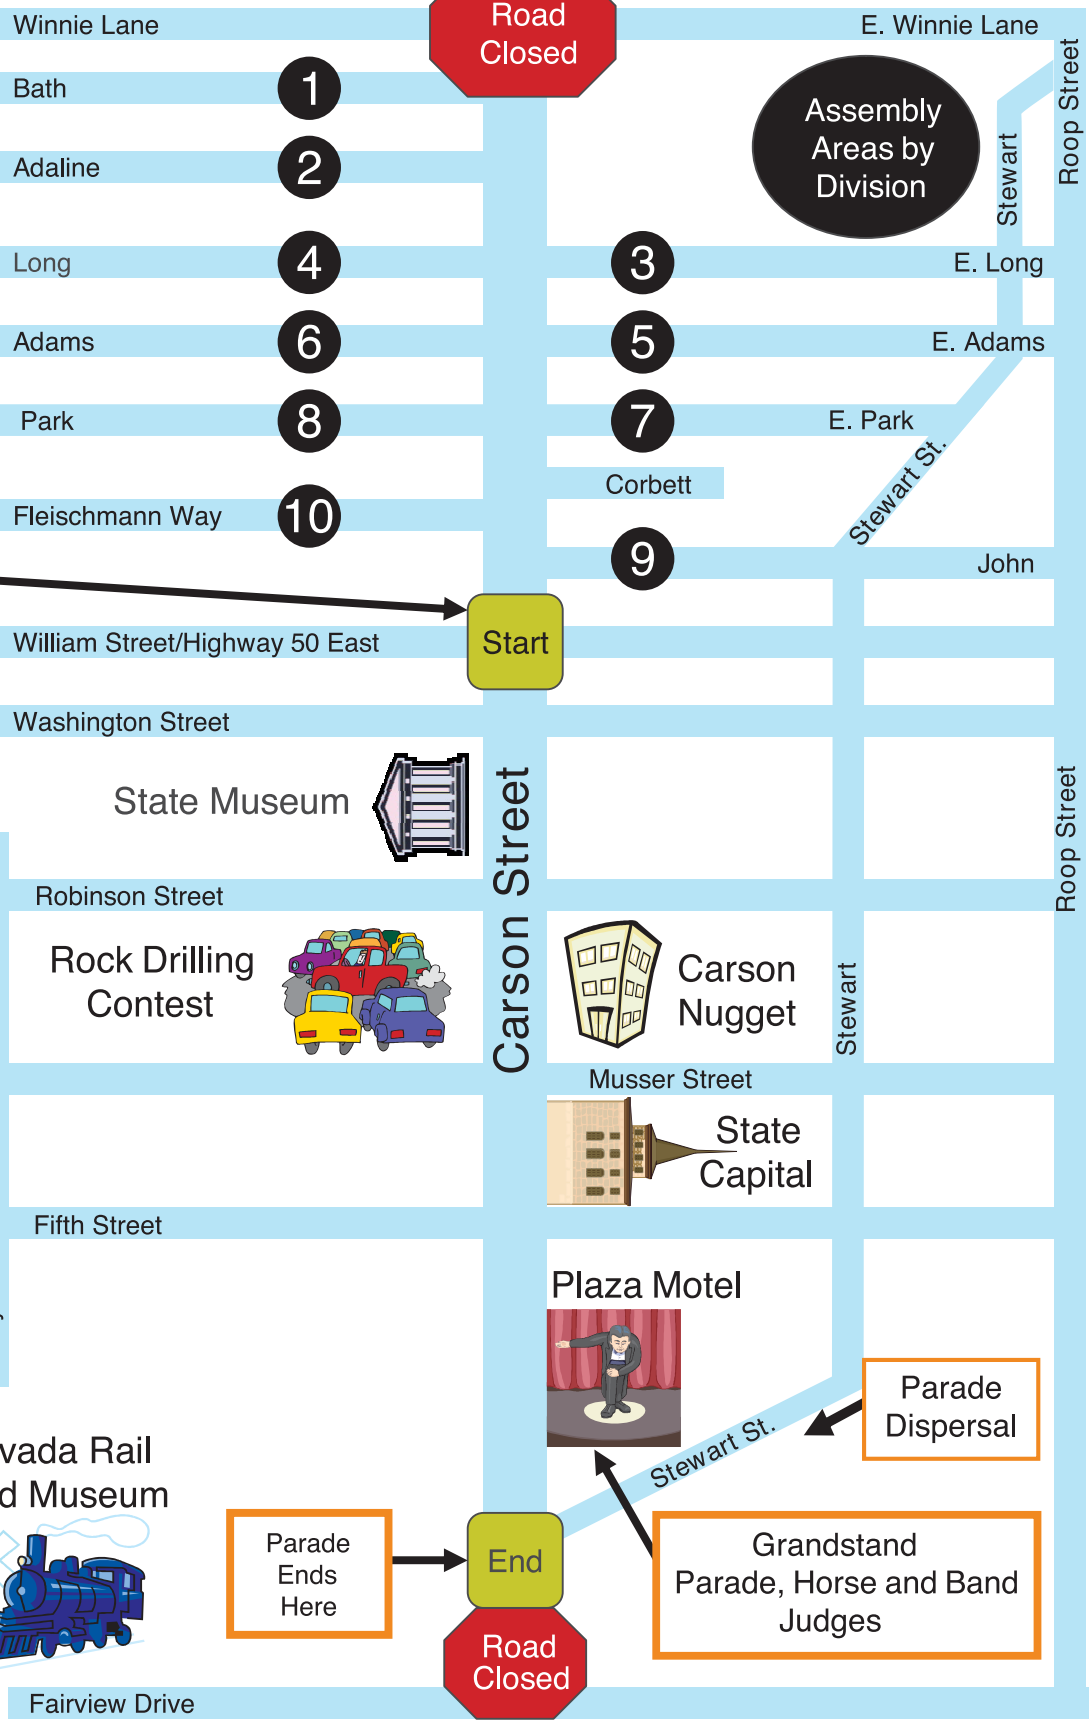 Road
Closed
Winnie Lane
E. Winnie Lane
Roop Street
Bath
1
Assembly
Areas by
Division
Stewart
Adaline
2
Long
4
3
E. Long
Adams
6
5
E. Adams
Park
8
7
E. Park
Stewart St.
Corbett
Fleischmann Way
10
9
John
William Street/Highway 50 East
Start
Washington Street
State Museum
Carson Street
Roop Street
Robinson Street
Rock Drilling
Contest
Carson
Nugget
Stewart
Musser Street
State
Capital
Fifth Street
Plaza Motel
Parade
Dispersal
Stewart St.
vada Rail
d Museum
Parade
Ends
Here
End
Grandstand
Parade, Horse and Band
Judges
Road
Closed
Fairview Drive